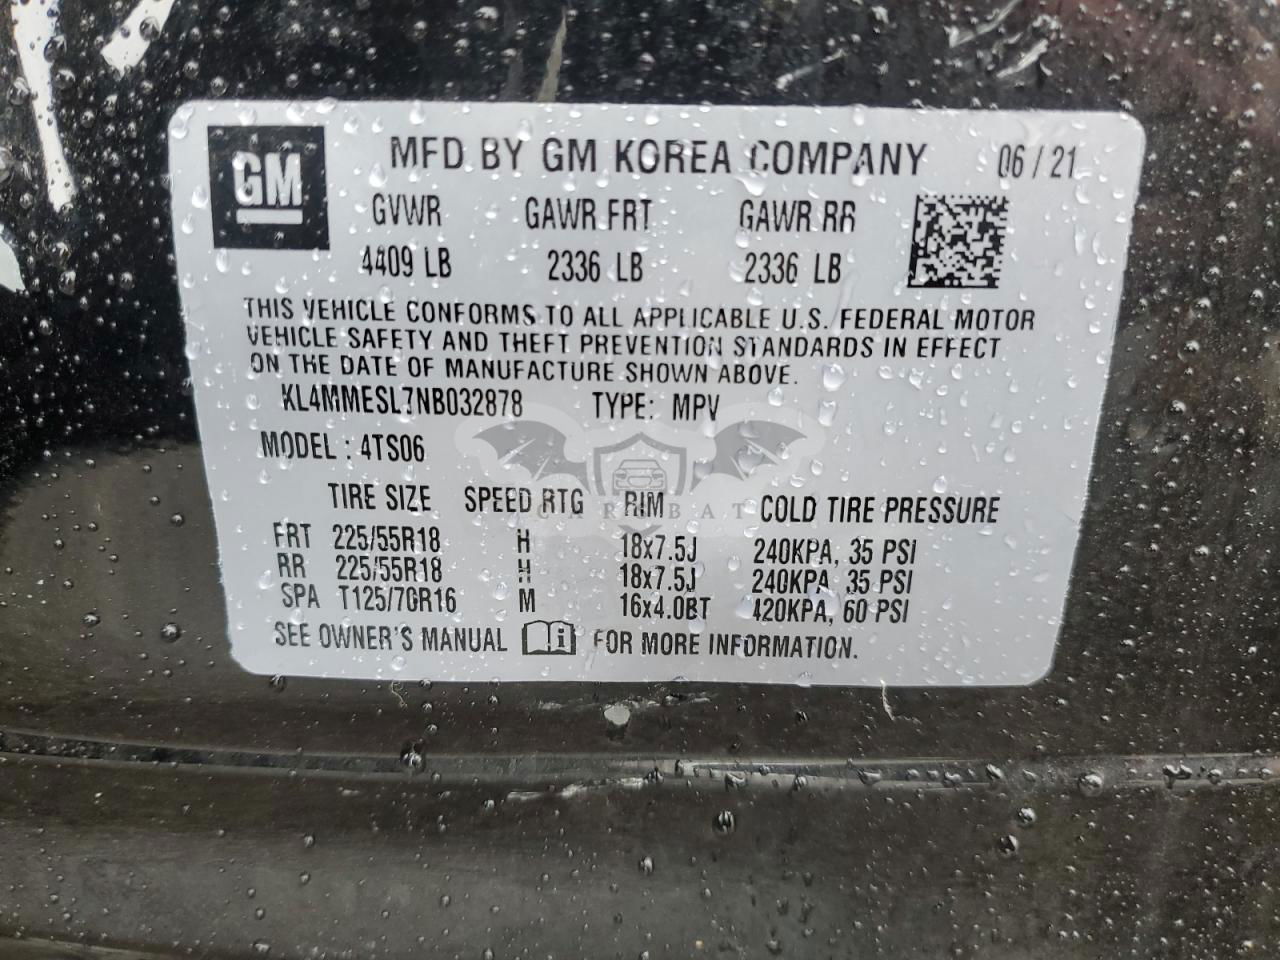 GM MFD BY GM KOREA COMPANY 06 / 21
GVWR GAWR FRT GAWR RR
4409 LB 2336 LB 2336 LB
THIS VEHICLE CONFORMS TO ALL APPLICABLE U.S. FEDERAL MOTOR
VEHICLE SAFETY AND THEFT PREVENTION STANDARDS IN EFFECT
ON THE DATE OF MANUFACTURE SHOWN ABOVE.
KL4MMESL7NB032878 TYPE: MPV
MODEL : 4TS06
TIRE SIZE SPEED RTG RIM COLD TIRE PRESSURE
CARSBAT
FRT 225/55R18 H 18x7.5J 240KPA, 35 PSI
RR 225/55R18 H 18x7.5J 240KPA, 35 PSI
SPA T125/70R16 M 16x4.0BT 420KPA, 60 PSI
SEE OWNER'S MANUAL i FOR MORE INFORMATION.